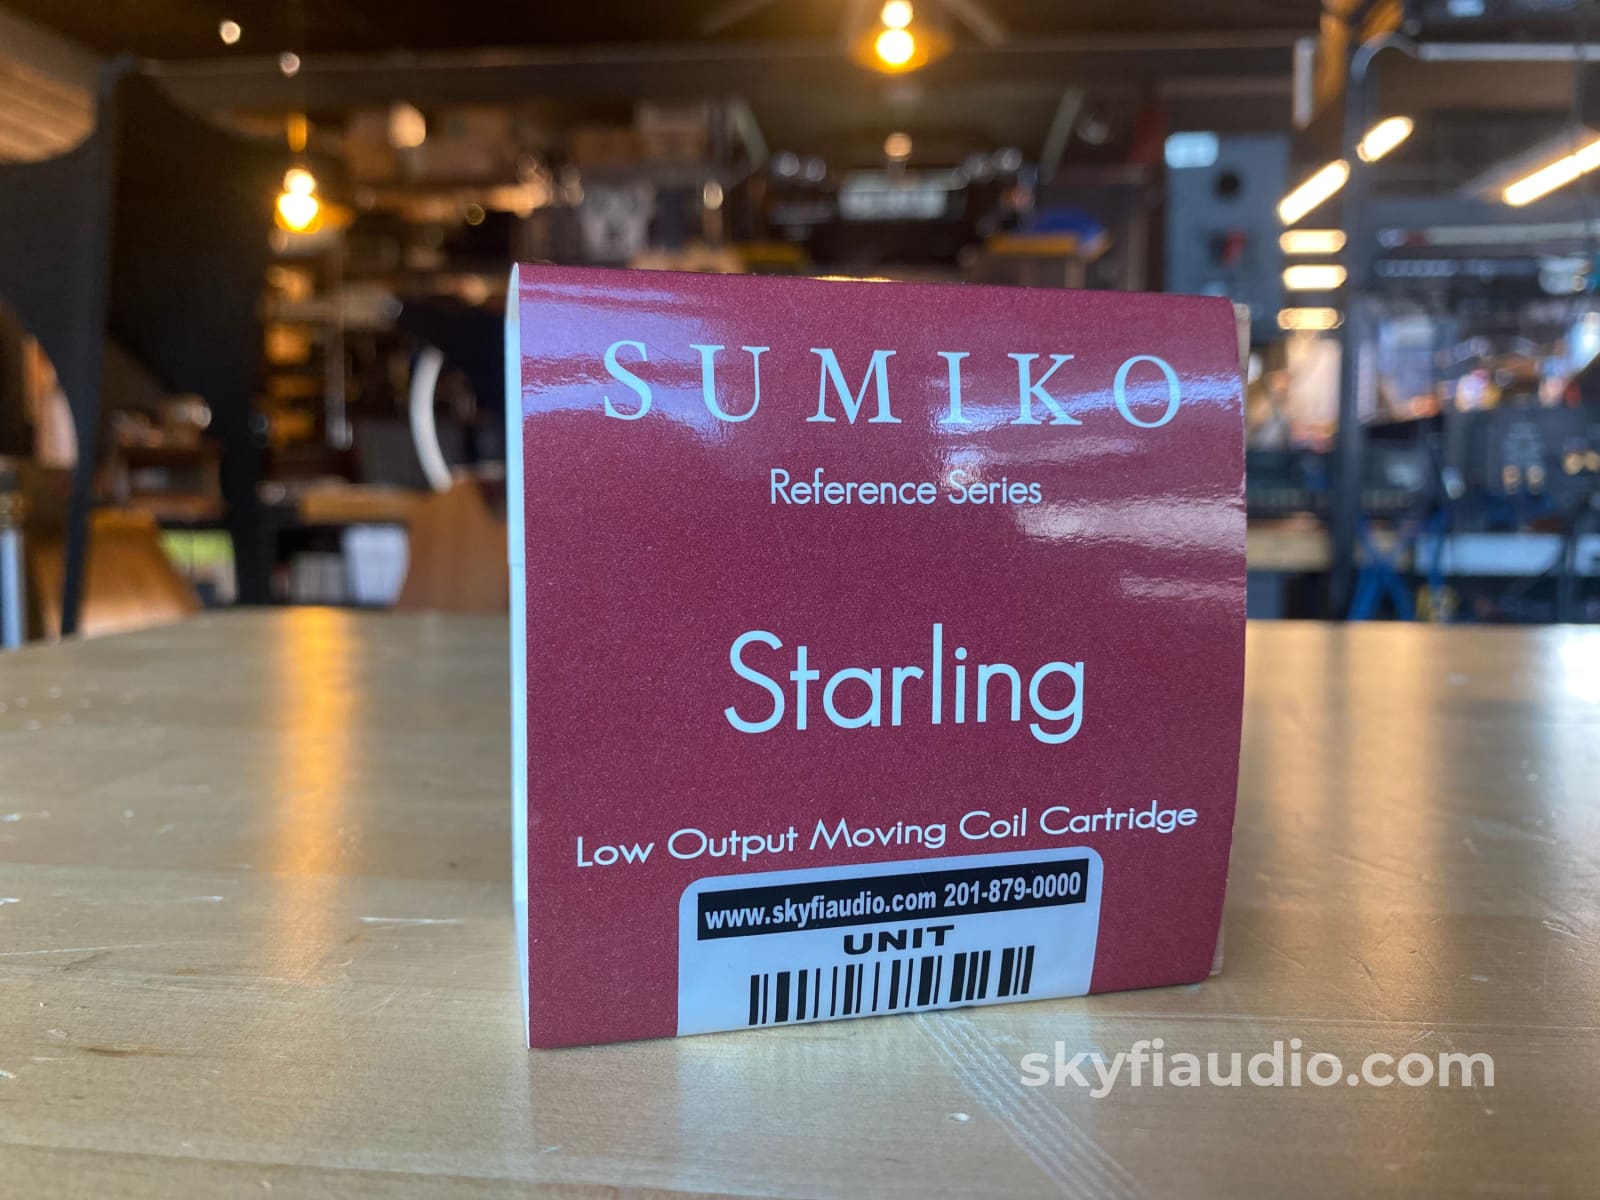 SUMIKO
Reference Series
Starling
Low Output Moving Coil Cartridge
www.skyfiaudio.com 201-879-0000
UNIT
skyfiaudio.com